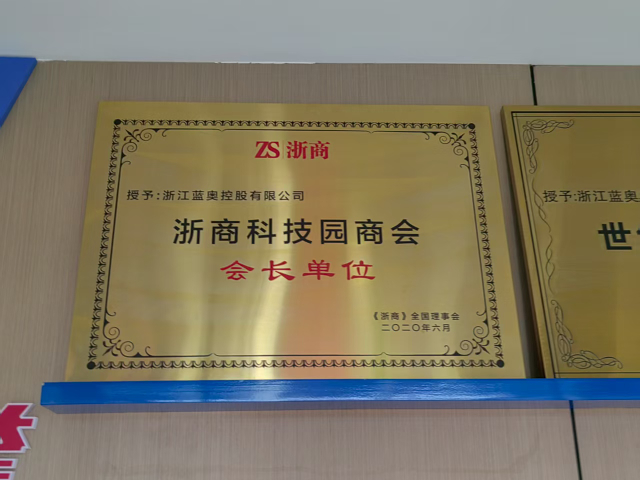 ZS 浙商
授予:浙江蓝奥控股有限公司
浙商科技园商会
会长单位
《浙商》全国理事会
二〇二〇年六月
授予:浙江蓝奥
世